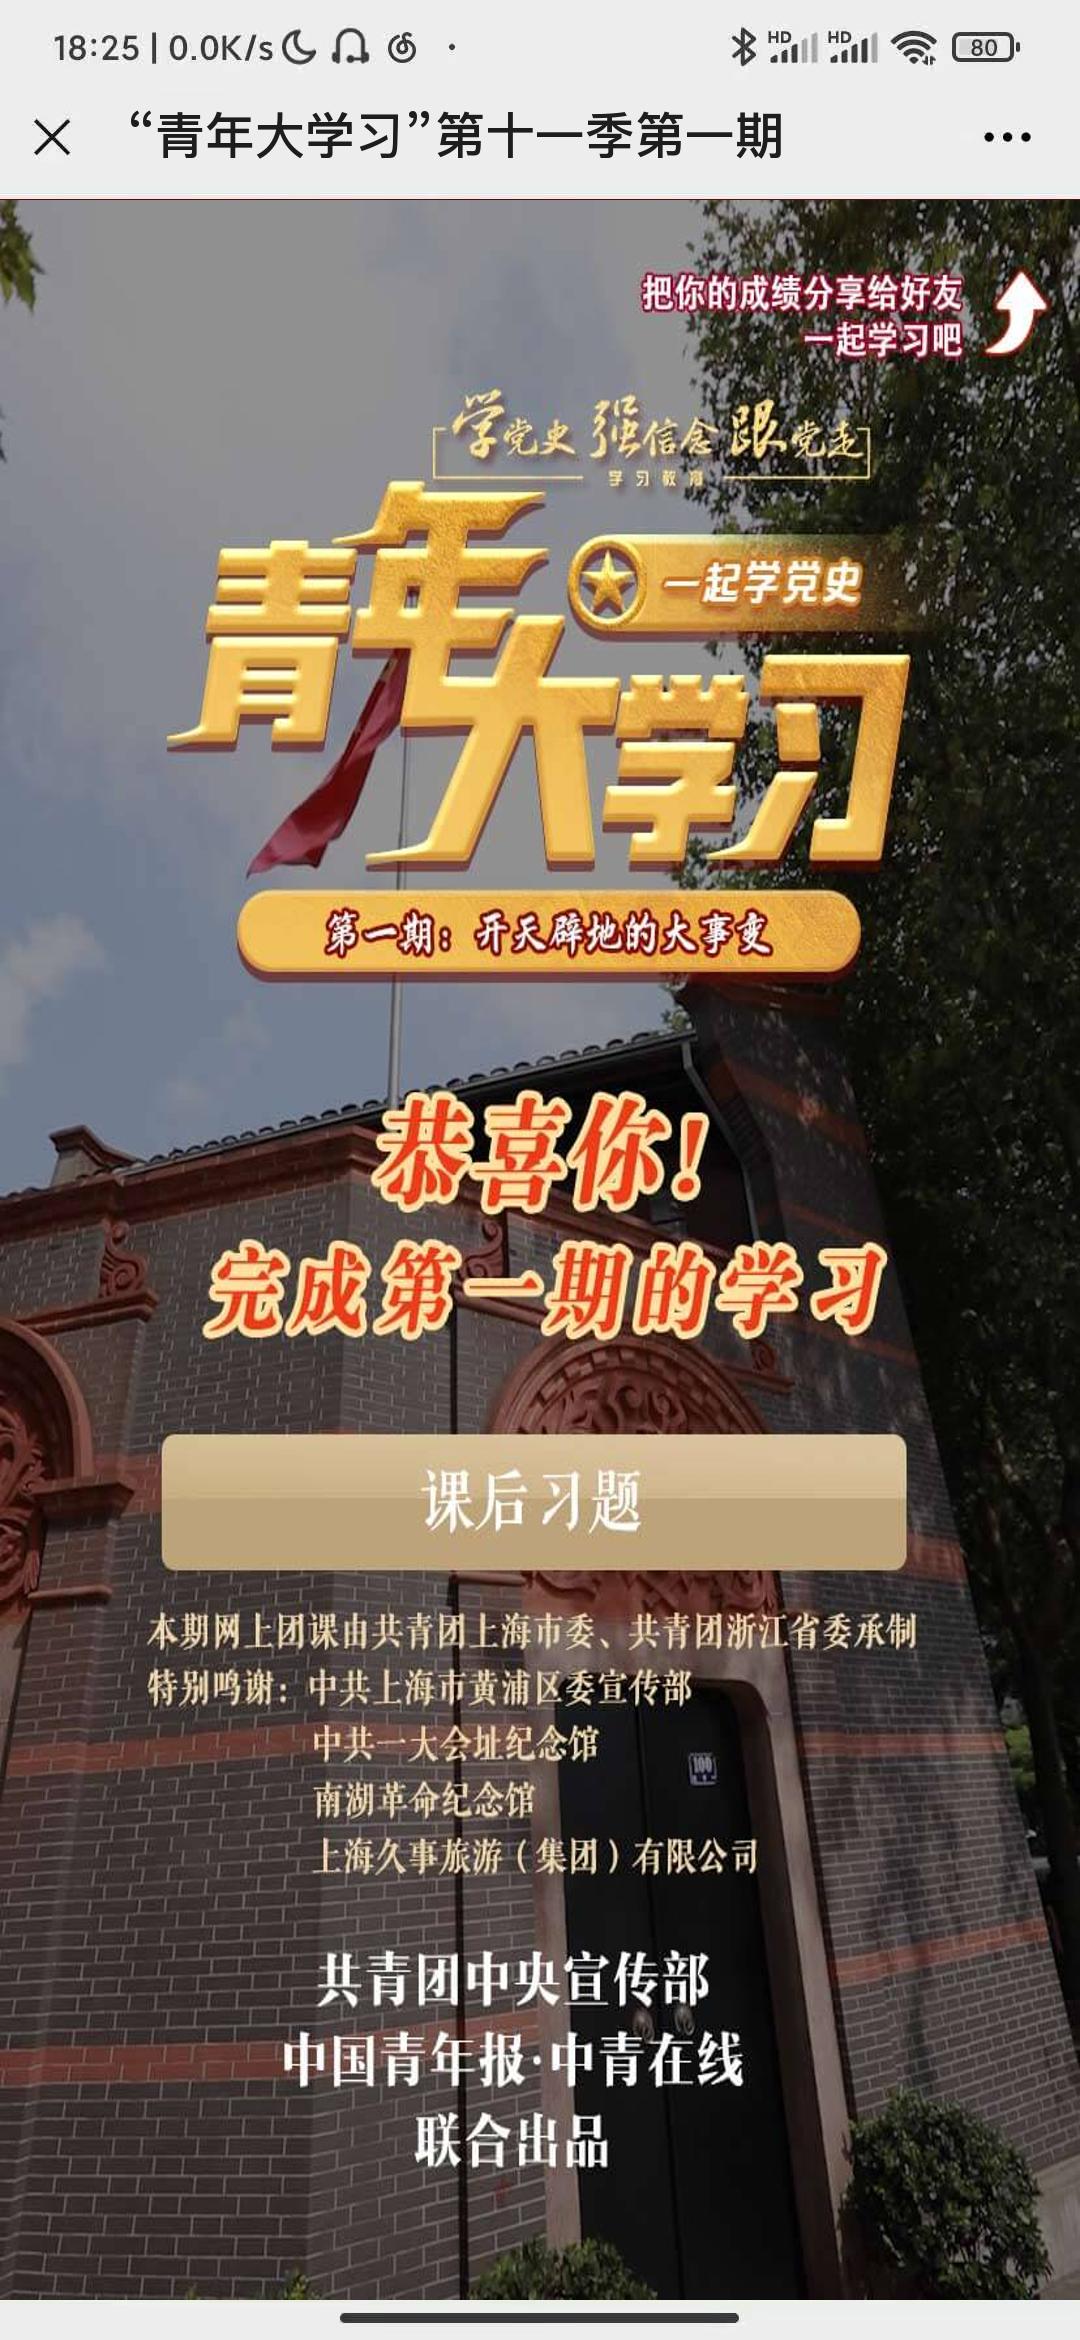 18:25 | 0.0K/s
HD HD 80
“青年大学习”第十一季第一期
把你的成绩分享给好友
一起学习吧
学党史 强信念 跟党走
学习教育
青年大学习
一起学党史
第一期：开天辟地的大事变
恭喜你！
完成第一期的学习
课后习题
本期网上团课由共青团上海市委、共青团浙江省委承制
特别鸣谢：中共上海市黄浦区委宣传部
中共一大会址纪念馆
南湖革命纪念馆
上海久事旅游（集团）有限公司
100
共青团中央宣传部
中国青年报·中青在线
联合出品